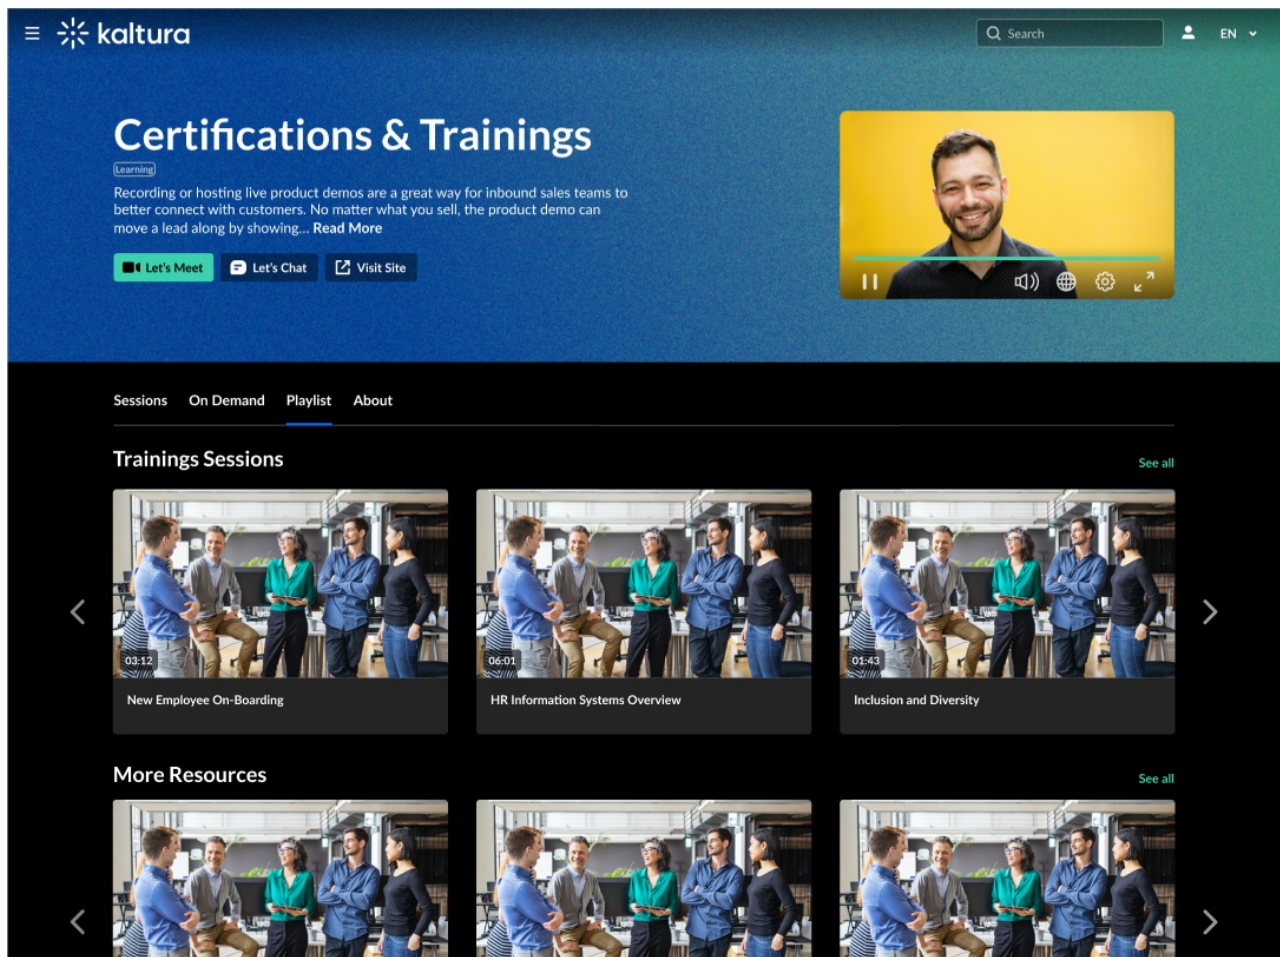 kaltura
Search
EN
Certifications & Trainings
Learning
Recording or hosting live product demos are a great way for inbound sales teams to
better connect with customers. No matter what you sell, the product demo can
move a lead along by showing... Read More
Let's Meet
Let's Chat
Visit Site
Sessions On Demand Playlist About
Trainings Sessions
See all
03:12
06:01
01:43
New Employee On-Boarding
HR Information Systems Overview
Inclusion and Diversity
More Resources
See all